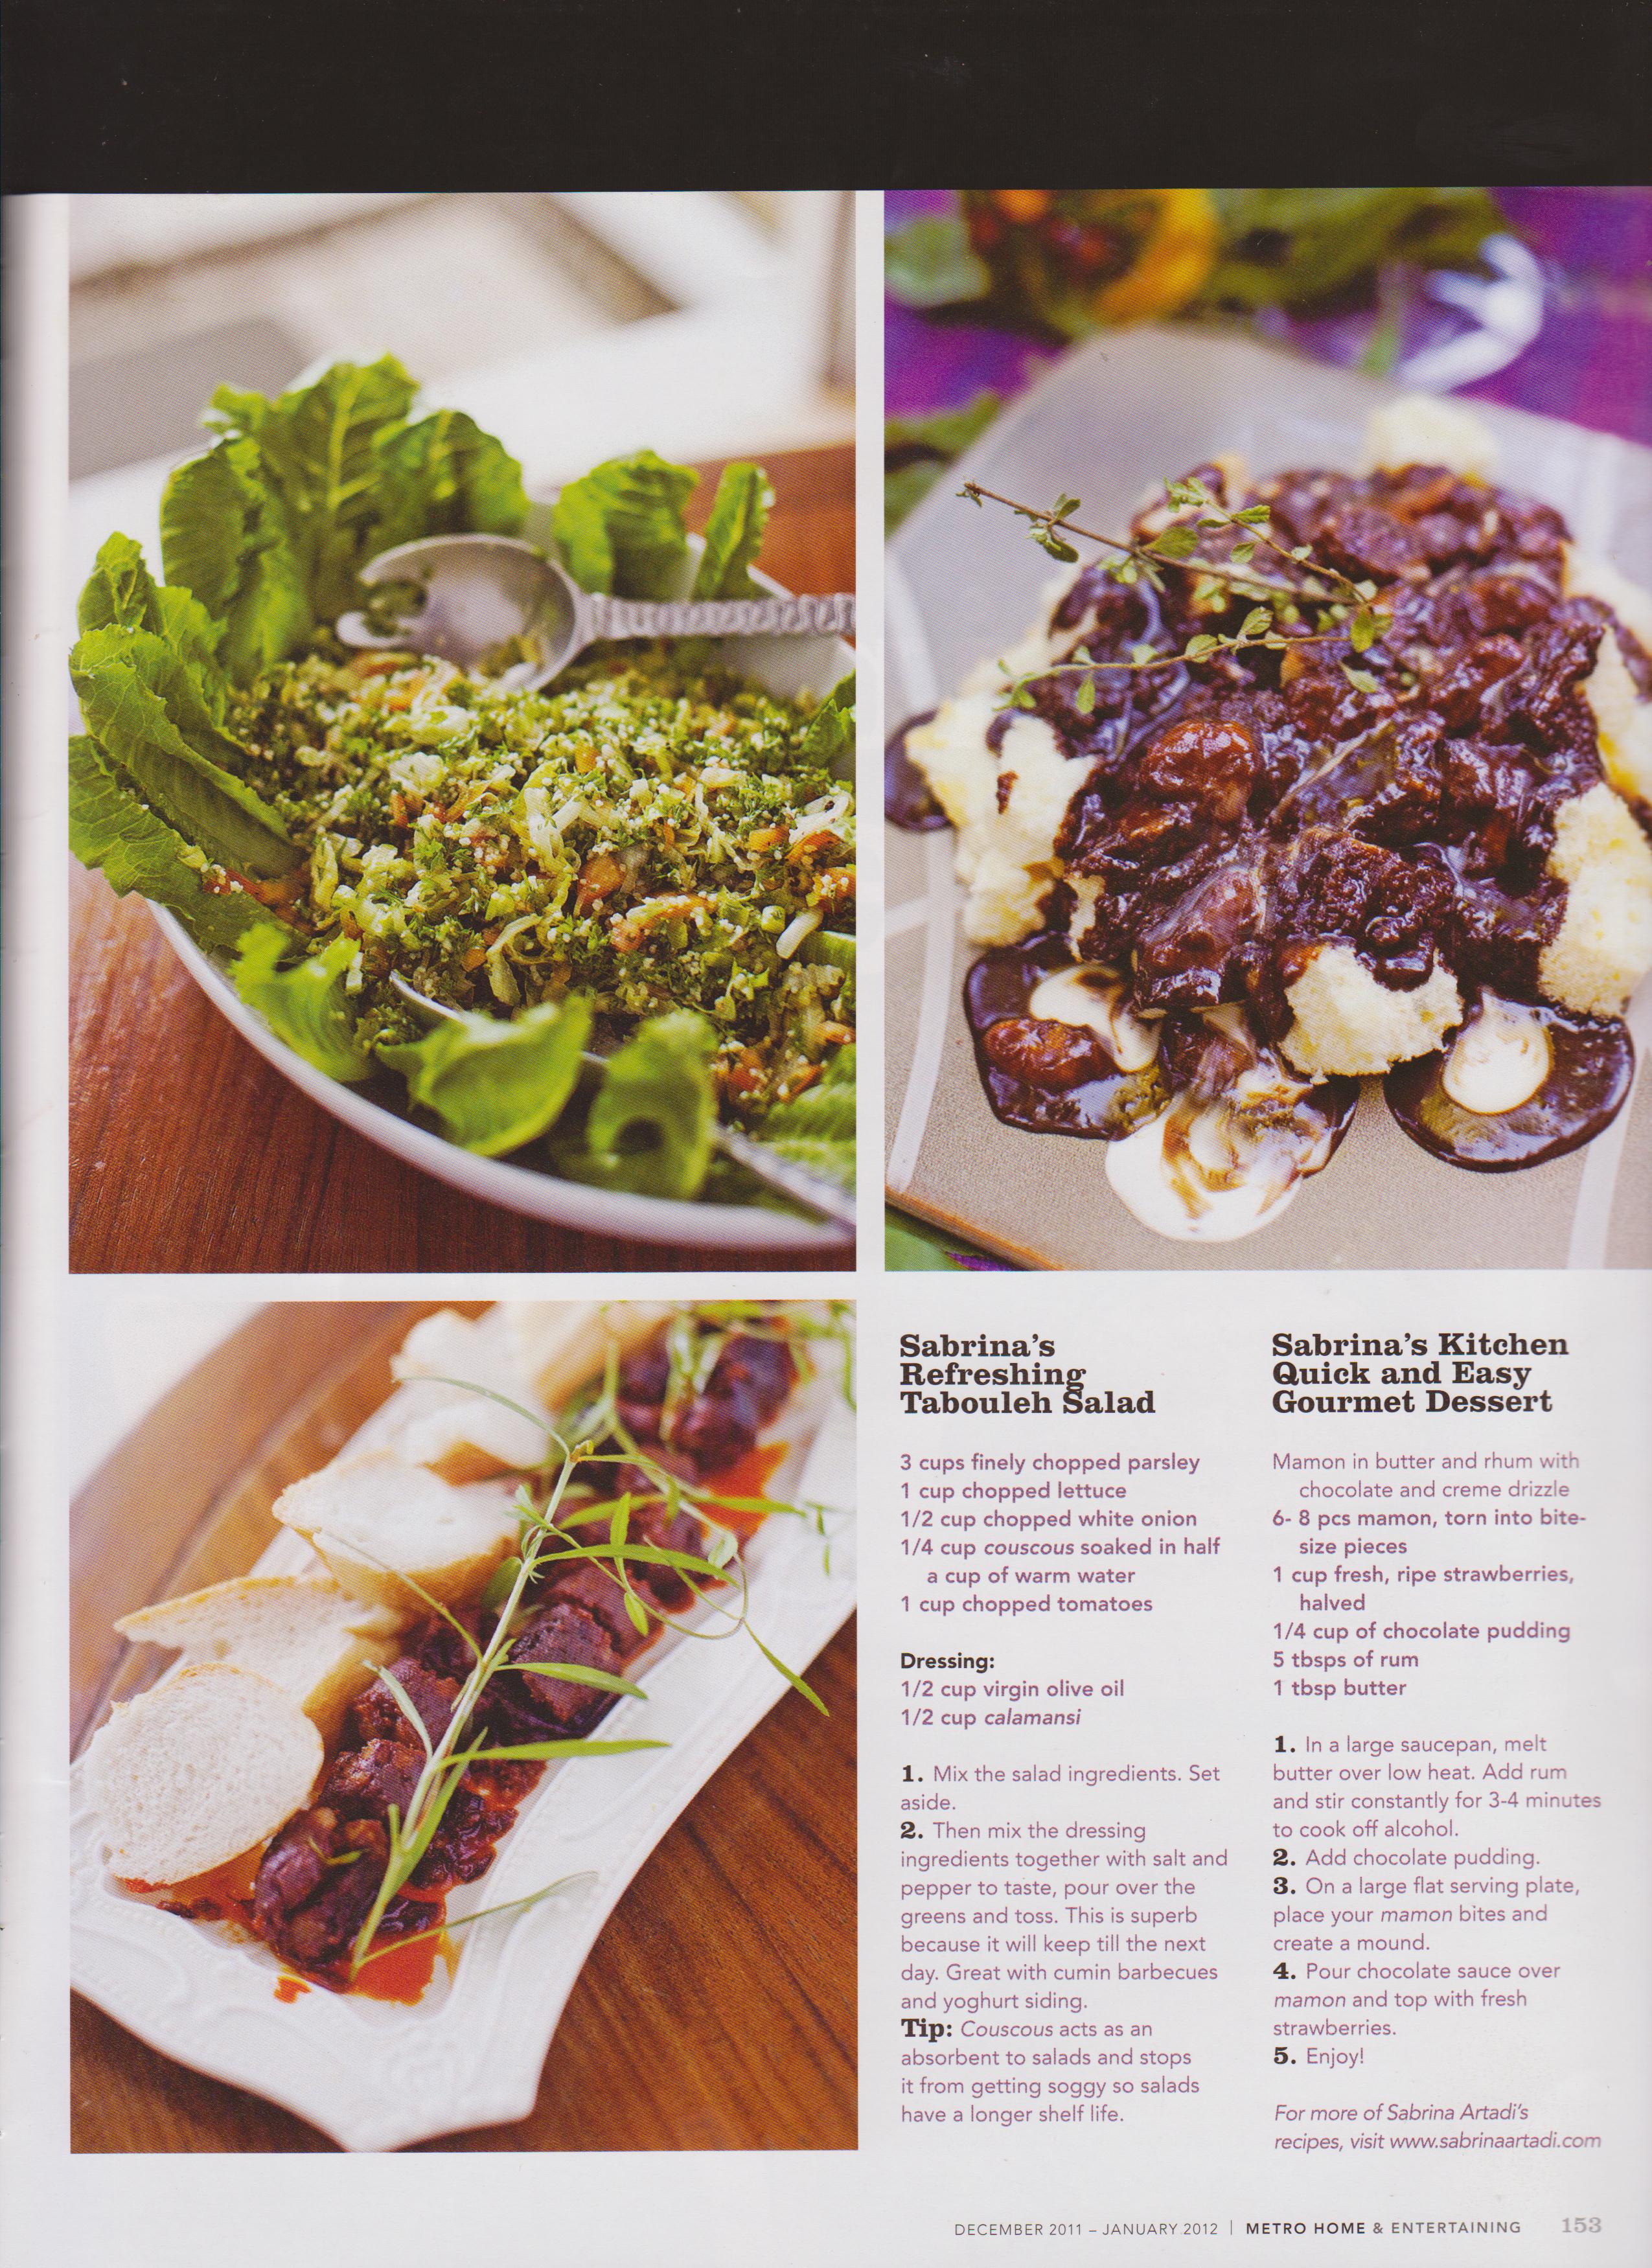 Sabrina's
Refreshing
Tabouleh Salad
3 cups finely chopped parsley
1 cup chopped lettuce
1/2 cup chopped white onion
1/4 cup couscous soaked in half
a cup of warm water
1 cup chopped tomatoes
Dressing:
1/2 cup virgin olive oil
1/2 cup calamansi
1. Mix the salad ingredients. Set
aside.
2. Then mix the dressing
ingredients together with salt and
pepper to taste, pour over the
greens and toss. This is superb
because it will keep till the next
day. Great with cumin barbecues
and yoghurt siding.
Tip: Couscous acts as an
absorbent to salads and stops
it from getting soggy so salads
have a longer shelf life.
Sabrina's Kitchen
Quick and Easy
Gourmet Dessert
Mamon in butter and rhum with
chocolate and creme drizzle
6- 8 pcs mamon, torn into bite-
size pieces
1 cup fresh, ripe strawberries,
halved
1/4 cup of chocolate pudding
5 tbsps of rum
1 tbsp butter
1. In a large saucepan, melt
butter over low heat. Add rum
and stir constantly for 3-4 minutes
to cook off alcohol.
2. Add chocolate pudding.
3. On a large flat serving plate,
place your mamon bites and
create a mound.
4. Pour chocolate sauce over
mamon and top with fresh
strawberries.
5. Enjoy!
For more of Sabrina Artadi's
recipes, visit www.sabrinaartadi.com
DECEMBER 2011 – JANUARY 2012 | METRO HOME & ENTERTAINING 153